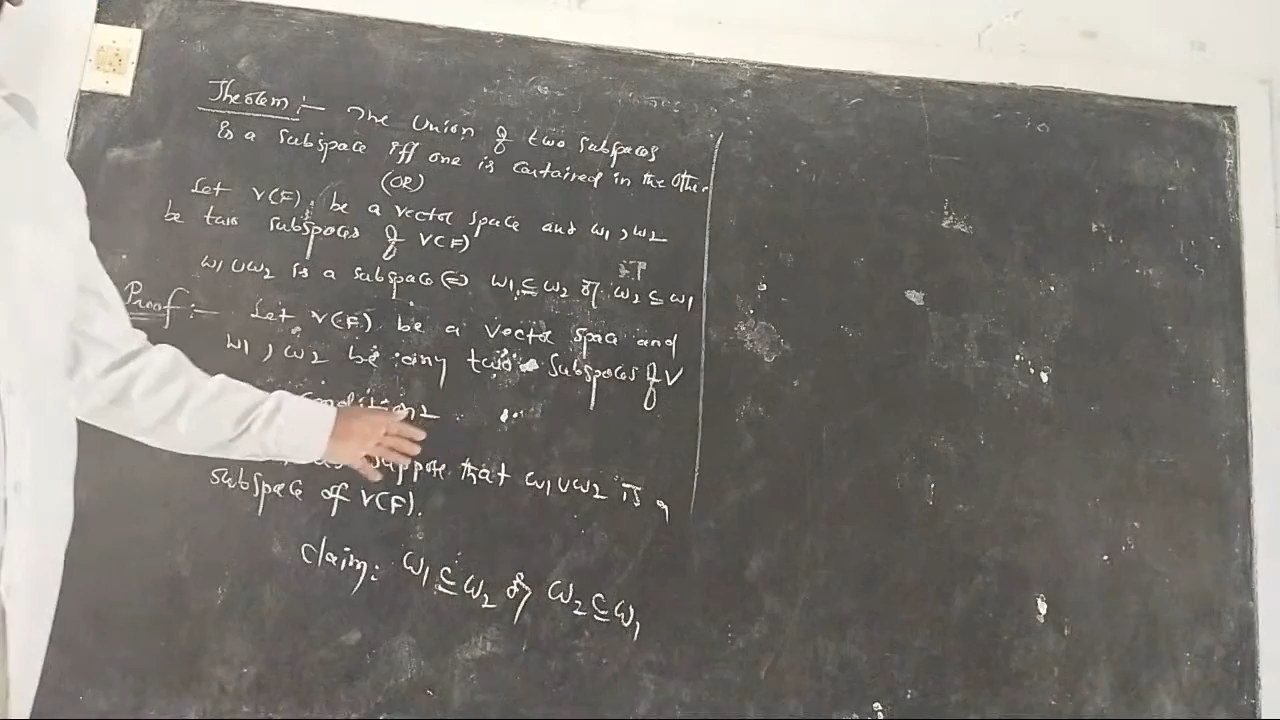 Theorem :- The Union of two subspaces
is a subspace iff one is contained in the other
(OR)
Let V(F) be a vector space and W1, W2
be two subspaces of V(F)
W1 ∪ W2 is a subspace ⇔ W1 ⊆ W2 or W2 ⊆ W1
Proof :- Let V(F) be a vector space and
W1, W2 be any two subspaces of V
suppose that W1 ∪ W2 is a
subspace of V(F).
Claim: W1 ⊆ W2 or W2 ⊆ W1